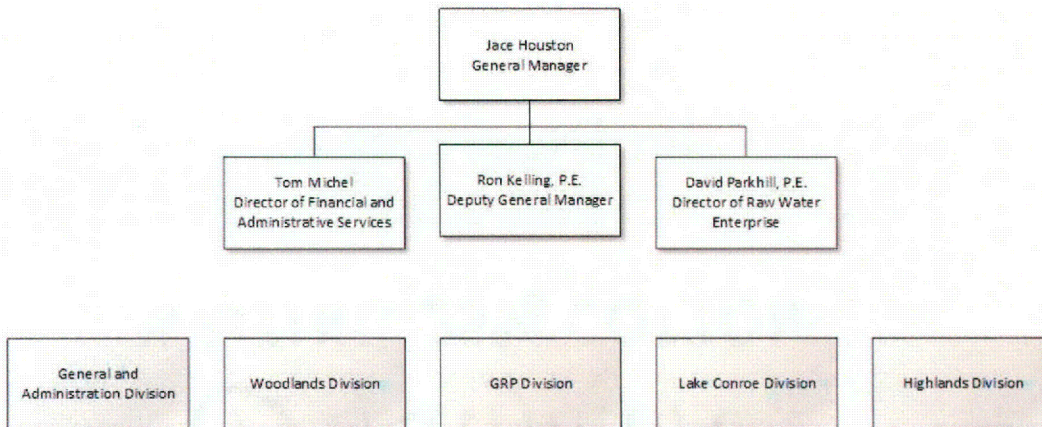 Jace Houston
General Manager
Tom Michel
Director of Financial and
Administrative Services
Ron Kelling, P.E.
Deputy General Manager
David Parkhill, P.E.
Director of Raw Water
Enterprise
General and
Administration Division
Woodlands Division
GRP Division
Lake Conroe Division
Highlands Division